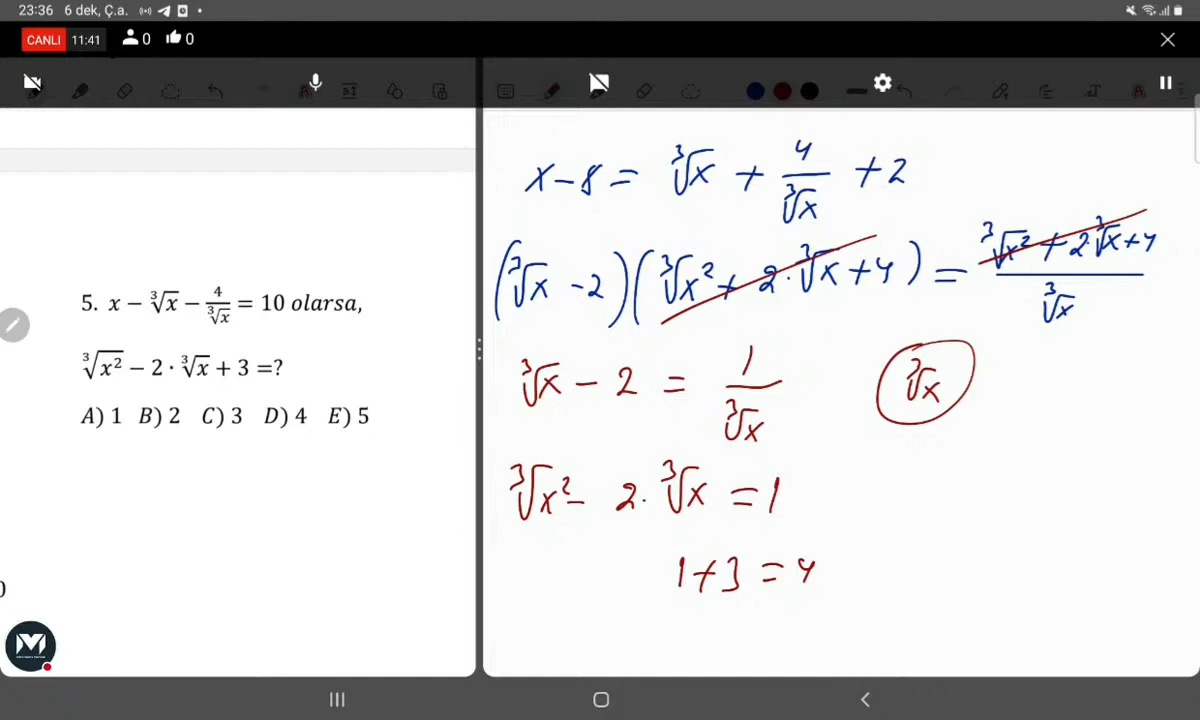 23:36 6 dek, Ç.a.
CANLI 11:41 0 0
5. x − ∛x − 4/∛x = 10 olarsa,
∛x² − 2 · ∛x + 3 =?
A) 1 B) 2 C) 3 D) 4 E) 5
0
M
x − 8 = ∛x + 4/∛x + 2
(∛x − 2)(∛x² + 2 · ∛x + 4) = (∛x² + 2 · ∛x + 4)/∛x
∛x − 2 = 1/∛x ∛x
∛x² − 2 · ∛x = 1
1 + 3 = 4